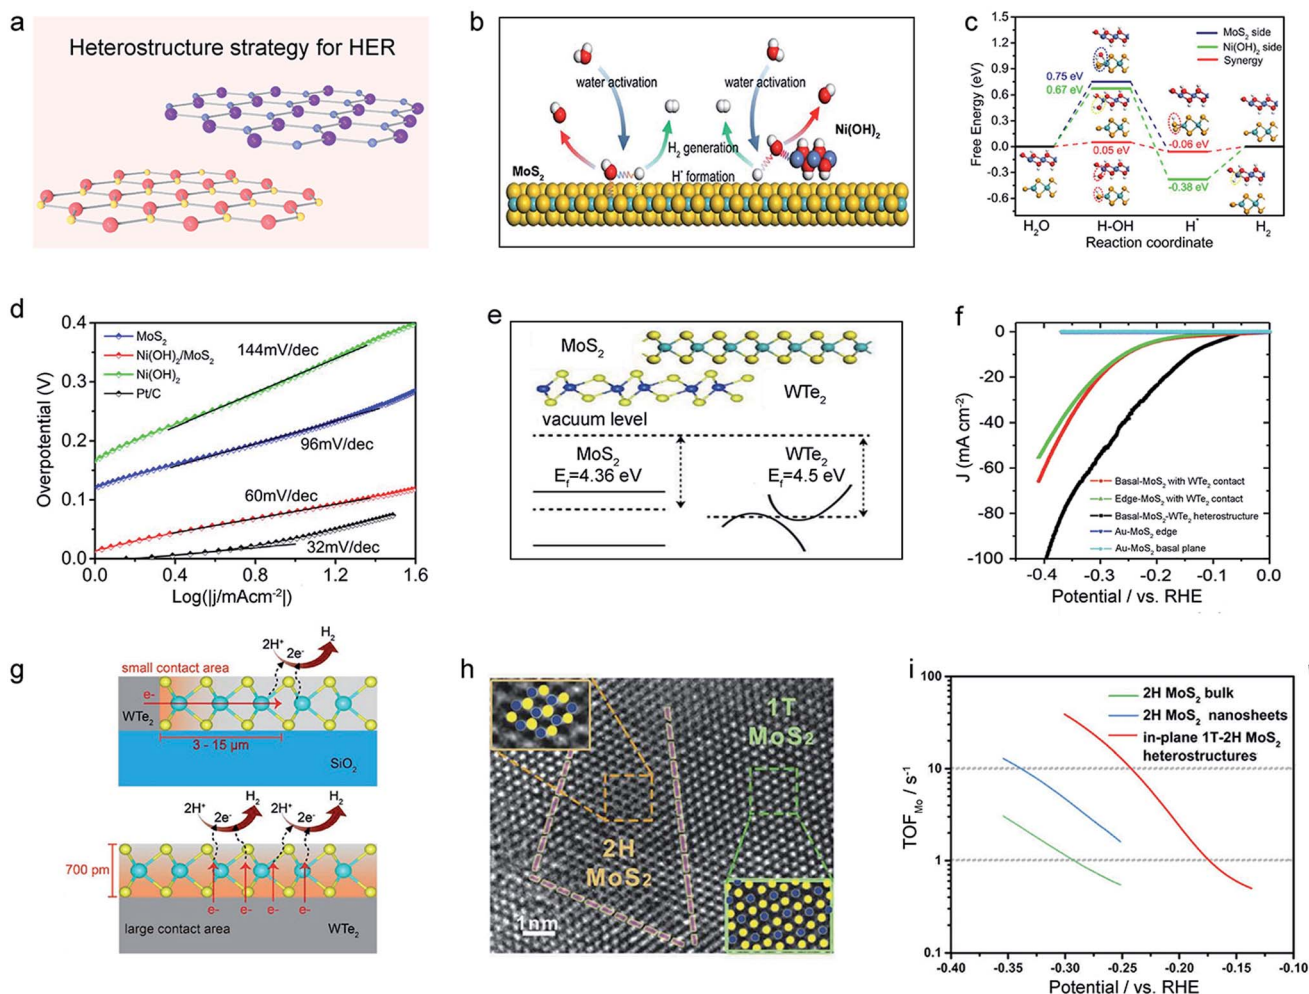 a
Heterostructure strategy for HER
b
water activation
water activation
Ni(OH)₂
H₂ generation
MoS₂
H* formation
c
Free Energy (eV)
1.5
1.2
0.9
0.6
0.3
0.0
-0.3
-0.6
MoS₂ side
Ni(OH)₂ side
Synergy
0.75 eV
0.67 eV
0.05 eV
-0.06 eV
-0.38 eV
H₂O
H-OH
H*
H₂
Reaction coordinate
d
Overpotential (V)
0.4
0.3
0.2
0.1
0.0
MoS₂
Ni(OH)₂/MoS₂
Ni(OH)₂
Pt/C
144mV/dec
96mV/dec
60mV/dec
32mV/dec
0.0 0.4 0.8 1.2 1.6
Log(|j/mAcm⁻²|)
e
MoS₂
WTe₂
vacuum level
MoS₂
E_f=4.36 eV
WTe₂
E_f=4.5 eV
f
J (mA cm⁻²)
0
-20
-40
-60
-80
-100
Basal-MoS₂ with WTe₂ contact
Edge-MoS₂ with WTe₂ contact
Basal-MoS₂-WTe₂ heterostructure
Au-MoS₂ edge
Au-MoS₂ basal plane
-0.4 -0.3 -0.2 -0.1 0.0
Potential / vs. RHE
g
H₂
2H⁺
2e⁻
small contact area
e-
WTe₂
3 - 15 µm
SiO₂
H₂ H₂
2H⁺ 2e⁻ 2H⁺ 2e⁻
700 pm
e- e- e- e-
large contact area
WTe₂
h
1T
MoS₂
2H
MoS₂
1nm
i
TOF_Mo / s⁻¹
100
10
1
0.1
2H MoS₂ bulk
2H MoS₂ nanosheets
in-plane 1T-2H MoS₂
heterostructures
-0.40 -0.35 -0.30 -0.25 -0.20 -0.15 -0.10
Potential / vs. RHE